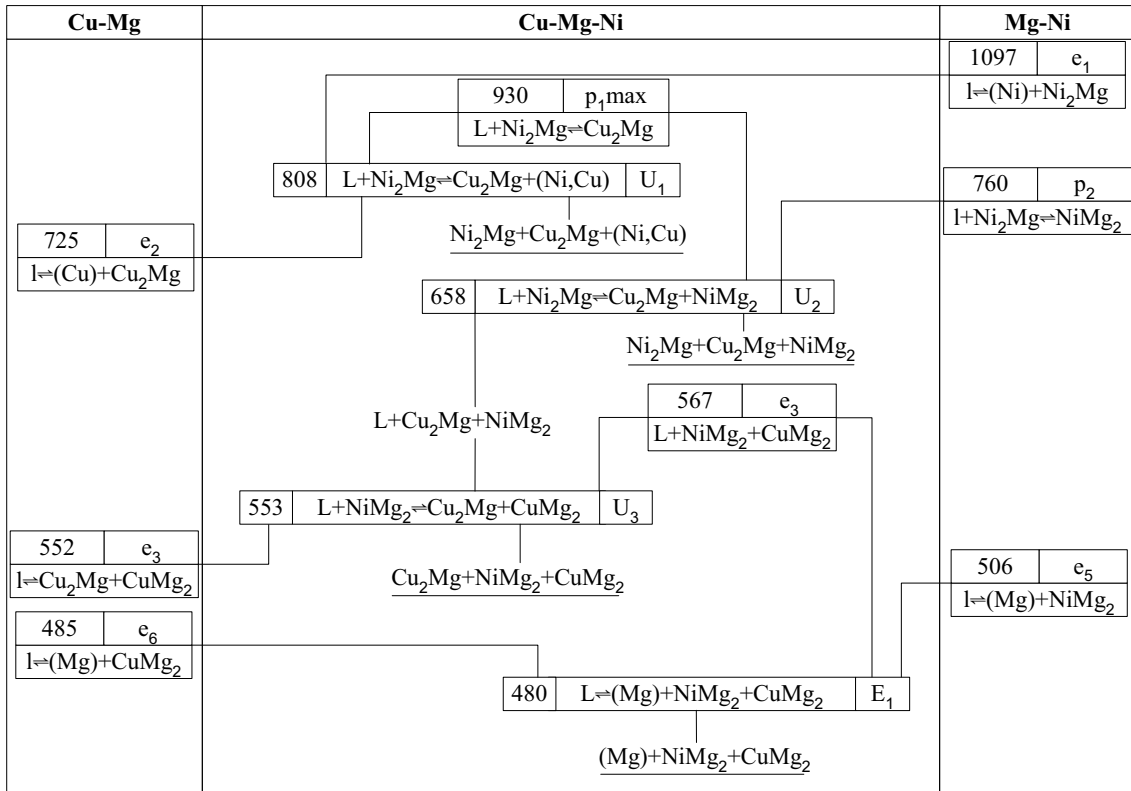 Cu-Mg Cu-Mg-Ni Mg-Ni
1097 e₁
l⇌(Ni)+Ni₂Mg
930 p₁max
L+Ni₂Mg⇌Cu₂Mg
808 L+Ni₂Mg⇌Cu₂Mg+(Ni,Cu) U₁
760 p₂
l+Ni₂Mg⇌NiMg₂
Ni₂Mg+Cu₂Mg+(Ni,Cu)
725 e₂
l⇌(Cu)+Cu₂Mg
658 L+Ni₂Mg⇌Cu₂Mg+NiMg₂ U₂
Ni₂Mg+Cu₂Mg+NiMg₂
567 e₃
L+NiMg₂+CuMg₂
L+Cu₂Mg+NiMg₂
553 L+NiMg₂⇌Cu₂Mg+CuMg₂ U₃
552 e₃
l⇌Cu₂Mg+CuMg₂
Cu₂Mg+NiMg₂+CuMg₂
506 e₅
l⇌(Mg)+NiMg₂
485 e₆
l⇌(Mg)+CuMg₂
480 L⇌(Mg)+NiMg₂+CuMg₂ E₁
(Mg)+NiMg₂+CuMg₂